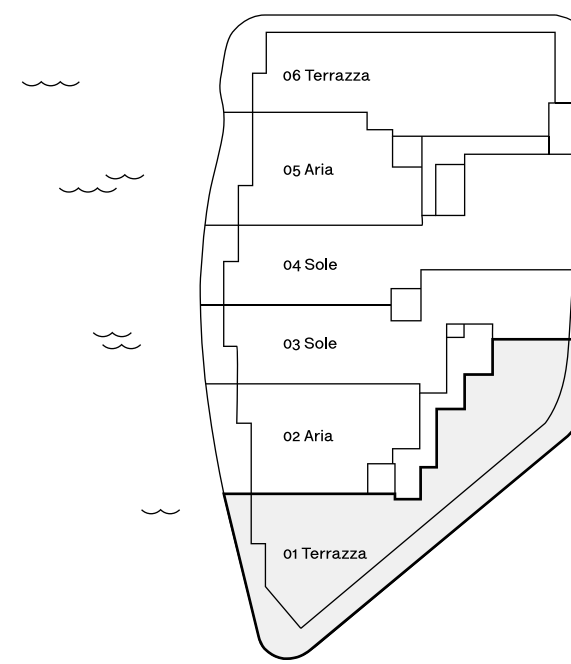 06 Terrazza
05 Aria
04 Sole
03 Sole
02 Aria
01 Terrazza